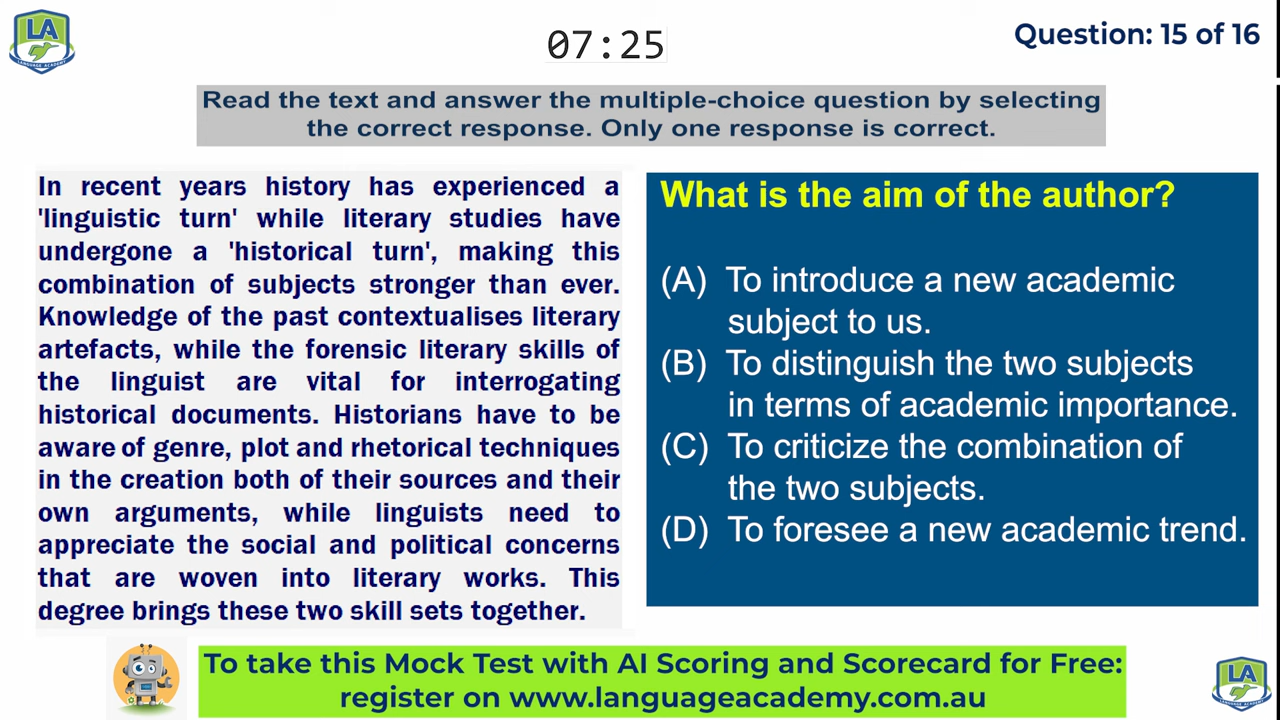 LA
LANGUAGE ACADEMY
07:25
Question: 15 of 16
Read the text and answer the multiple-choice question by selecting
the correct response. Only one response is correct.
In recent years history has experienced a
'linguistic turn' while literary studies have
undergone a 'historical turn', making this
combination of subjects stronger than ever.
Knowledge of the past contextualises literary
artefacts, while the forensic literary skills of
the linguist are vital for interrogating
historical documents. Historians have to be
aware of genre, plot and rhetorical techniques
in the creation both of their sources and their
own arguments, while linguists need to
appreciate the social and political concerns
that are woven into literary works. This
degree brings these two skill sets together.
What is the aim of the author?
(A) To introduce a new academic
subject to us.
(B) To distinguish the two subjects
in terms of academic importance.
(C) To criticize the combination of
the two subjects.
(D) To foresee a new academic trend.
To take this Mock Test with AI Scoring and Scorecard for Free:
register on www.languageacademy.com.au
LA
LANGUAGE ACADEMY